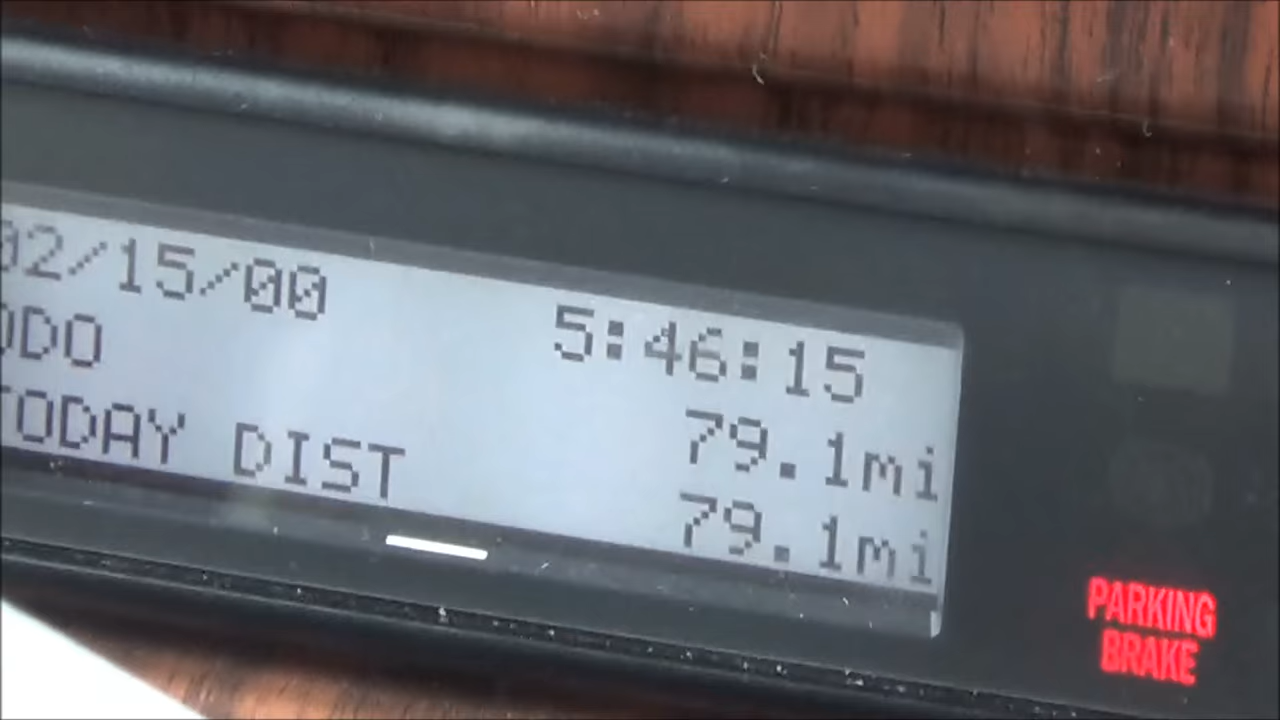 02/15/00 5:46:15
ODO 79.1mi
TODAY DIST 79.1mi
PARKING
BRAKE